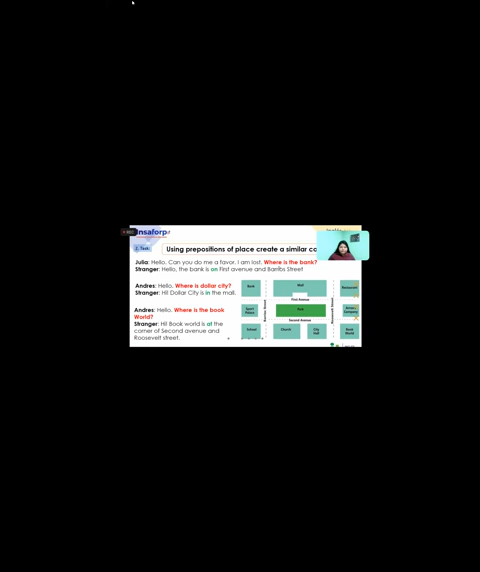 REC
insaforp
Using prepositions of place create a similar co
Julia: Hello, Can you do me a favor. I am lost. Where is the bank?
Stranger: Hello, the bank is on First avenue and Barrios Street
Andres: Hello, Where is dollar city?
Stranger: Hi! Dollar City is in the mall.
Andres: Hello, Where is the book
World?
Stranger: Hi! Book world is at the
corner of Second avenue and
Roosevelt street.
Bank
Mall
First Avenue
Sport
Palace
Second Avenue
Roosevelt Street
School
Church
City
Hall
Book
World